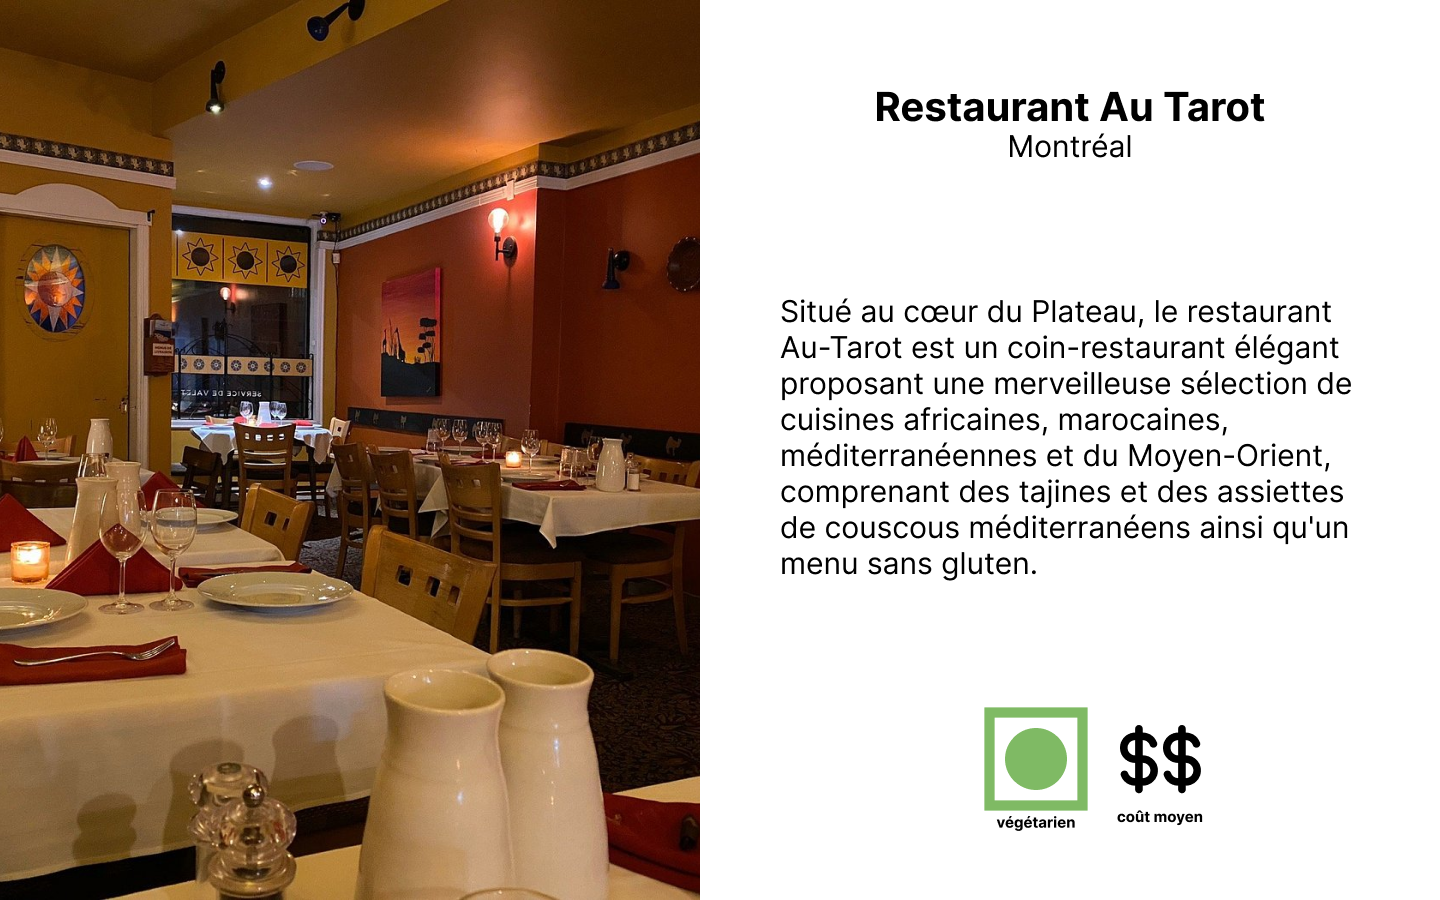 Restaurant Au Tarot
Montréal
Situé au cœur du Plateau, le restaurant
Au-Tarot est un coin-restaurant élégant
proposant une merveilleuse sélection de
cuisines africaines, marocaines,
méditerranéennes et du Moyen-Orient,
comprenant des tajines et des assiettes
de couscous méditerranéens ainsi qu'un
menu sans gluten.
$$
végétarien
coût moyen
SERVICE DE VALET